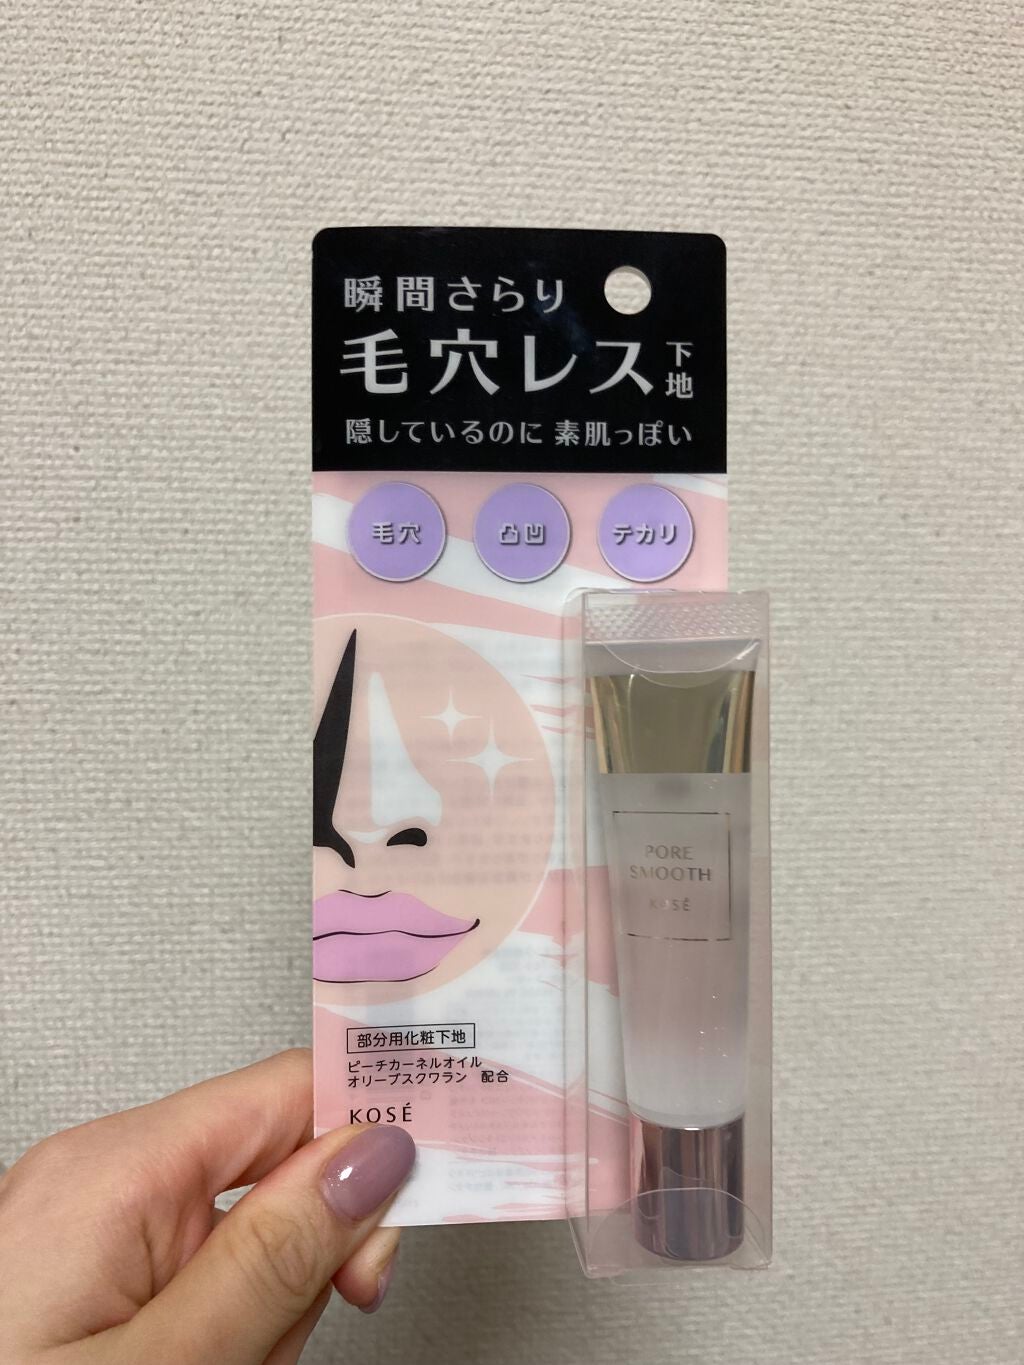 瞬間さらり
毛穴レス下地
隠しているのに 素肌っぽい
毛穴
凸凹
テカリ
PORE
SMOOTH
KOSÉ
部分用化粧下地
ピーチカーネルオイル
オリーブスクワラン 配合
KOSÉ